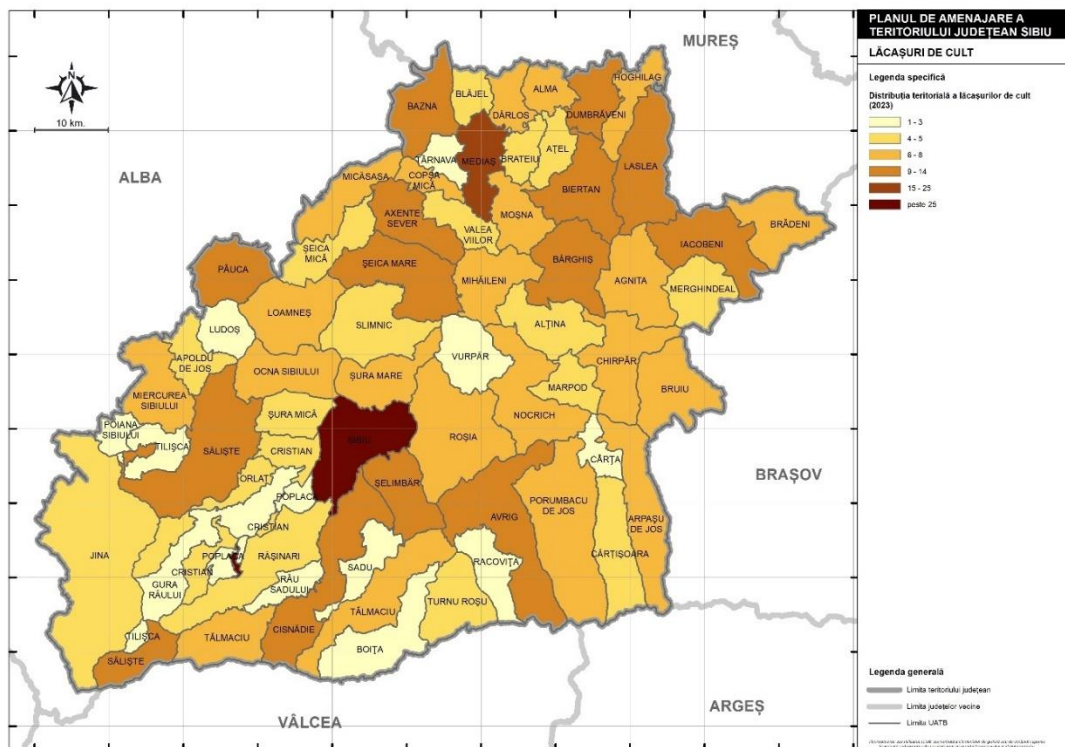 PLANUL DE AMENAJARE A
TERITORIULUI JUDEȚEAN SIBIU
LĂCAȘURI DE CULT
Legenda specifică
Distribuția teritorială a lăcașurilor de cult
(2023)
1 - 3
4 - 5
6 - 8
9 - 14
15 - 25
peste 25
N
10 km.
MUREȘ
ALBA
BRAȘOV
ARGEȘ
VÂLCEA
HOGHILAG
BAZNA
BLĂJEL
ALMA
DÂRLOS
DUMBRĂVENI
TÂRNAVA
MEDIAȘ
BRATEIU
AȚEL
LASLEA
MICĂSASA
COPȘA
MICĂ
BIERTAN
AXENTE
SEVER
MOȘNA
VALEA
VIILOR
BRĂDENI
IACOBENI
ȘEICA
MICĂ
ȘEICA MARE
BÂRGHIȘ
PĂUCA
MIHĂILENI
AGNITA
MERGHINDEAL
LOAMNEȘ
LUDOȘ
SLIMNIC
ALȚINA
APOLDU
DE JOS
VURPĂR
CHIRPĂR
OCNA SIBIULUI
ȘURA MARE
MARPOD
BRUIU
MIERCUREA
SIBIULUI
ȘURA MICĂ
NOCRICH
POIANA
SIBIULUI
TILIȘCA
SĂLIȘTE
CRISTIAN
SIBIU
ROȘIA
CÂRȚA
ORLAT
ȘELIMBĂR
POPLACA
PORUMBACU
DE JOS
AVRIG
ARPAȘU
DE JOS
CRISTIAN
JINA
POPLACA
RĂȘINARI
CÂRȚIȘOARA
CRISTIAN
SADU
RACOVIȚA
GURA
RÂULUI
RÂU
SADULUI
TURNU ROȘU
TĂLMACIU
TILIȘCA
TĂLMACIU
CISNĂDIE
BOIȚA
SĂLIȘTE
Legenda generală
Limita teritoriului județean
Limita județelor vecine
Limita UATB